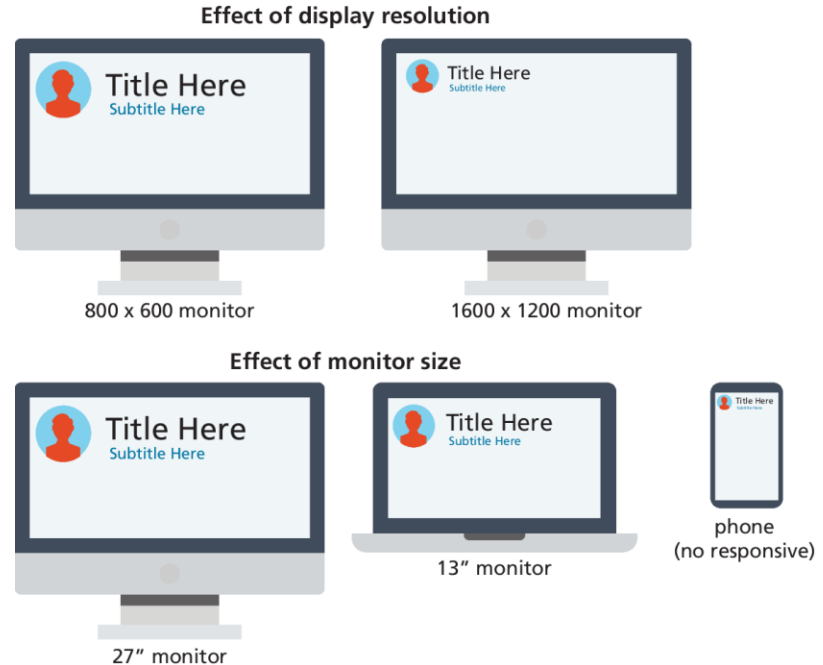 Effect of display resolution
Title Here
Subtitle Here
Title Here
Subtitle Here
800 x 600 monitor
1600 x 1200 monitor
Effect of monitor size
Title Here
Subtitle Here
Title Here
Subtitle Here
Title Here
Subtitle here
phone
(no responsive)
13” monitor
27” monitor